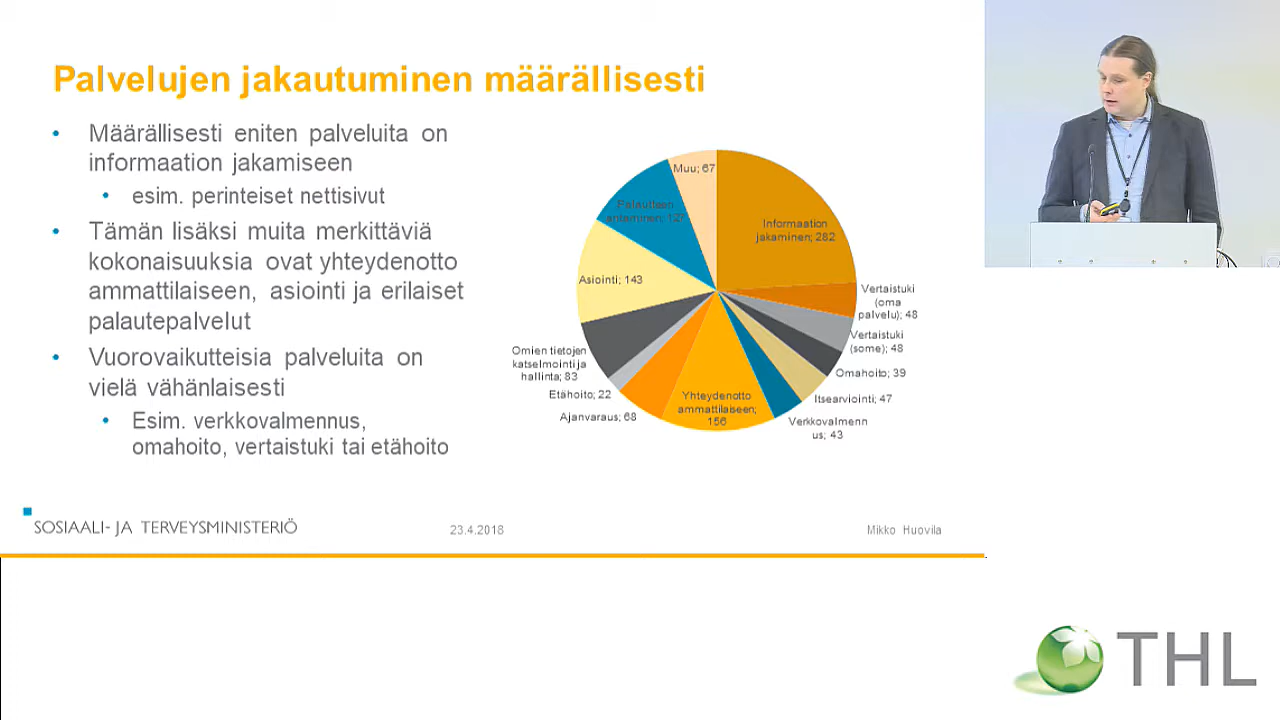 Palvelujen jakautuminen määrällisesti
• Määrällisesti eniten palveluita on
informaation jakamiseen
• esim. perinteiset nettisivut
• Tämän lisäksi muita merkittäviä
kokonaisuuksia ovat yhteydenotto
ammattilaiseen, asiointi ja erilaiset
palautepalvelut
• Vuorovaikutteisia palveluita on
vielä vähänlaisesti
• Esim. verkkovalmennus,
omahoito, vertaistuki tai etähoito
Informaation
jakaminen; 282
Vertaistuki
(oma
palvelu); 48
Vertaistuki
(some); 48
Omahoito; 39
Itsearviointi; 47
Verkkovalmenn
us; 43
Yhteydenotto
ammattilaiseen;
156
Ajanvaraus; 68
Etähoito; 22
Omien tietojen
katselmointi ja
hallinta; 83
Asiointi; 143
Palautteen
antaminen; 127
Muu; 67
SOSIAALI- JA TERVEYSMINISTERIÖ
23.4.2018
Mikko Huovila
THL